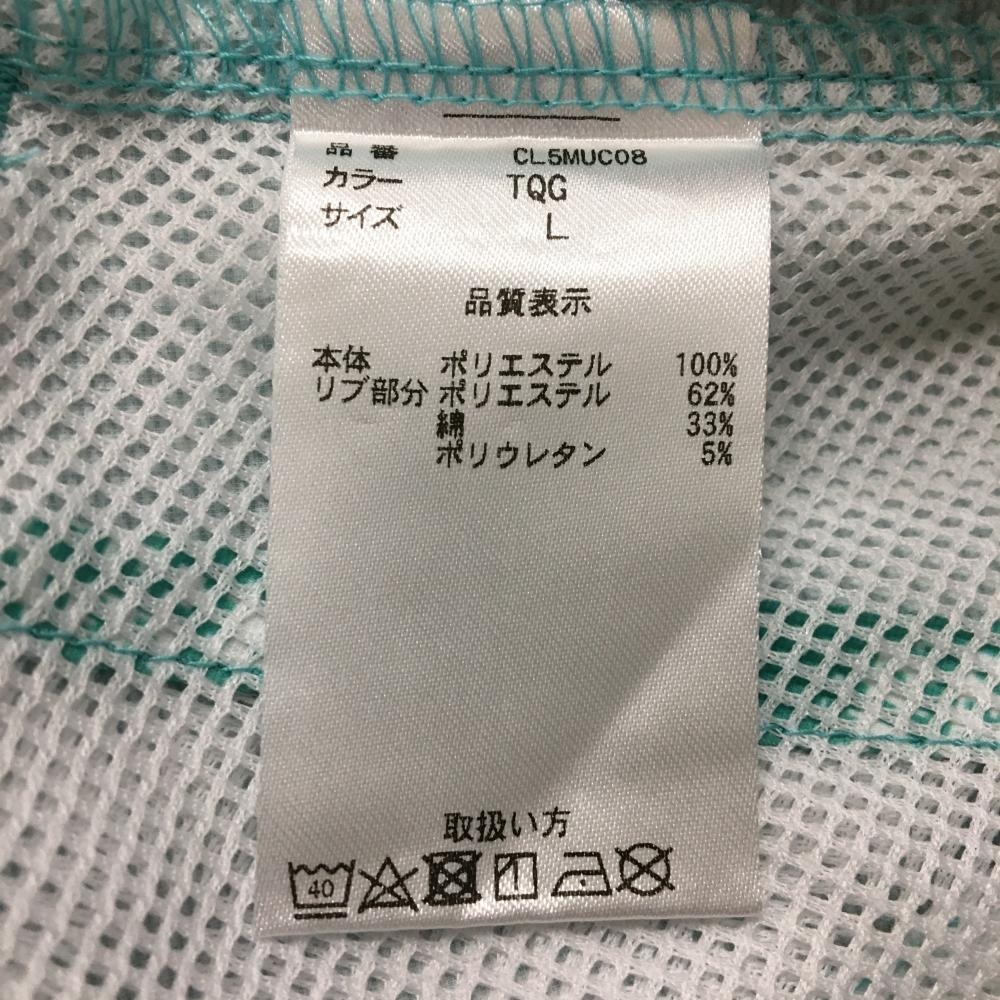 品番 CL5MUC08
カラー TQG
サイズ L
品質表示
本体 ポリエステル 100%
リブ部分 ポリエステル 62%
綿 33%
ポリウレタン 5%
取扱い方
40